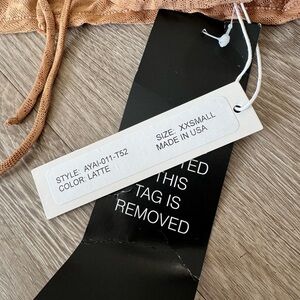 STYLE: AYAI-011-T52
COLOR: LATTE
SIZE: XXSMALL
MADE IN USA
TED
THIS
TAG IS
REMOVED